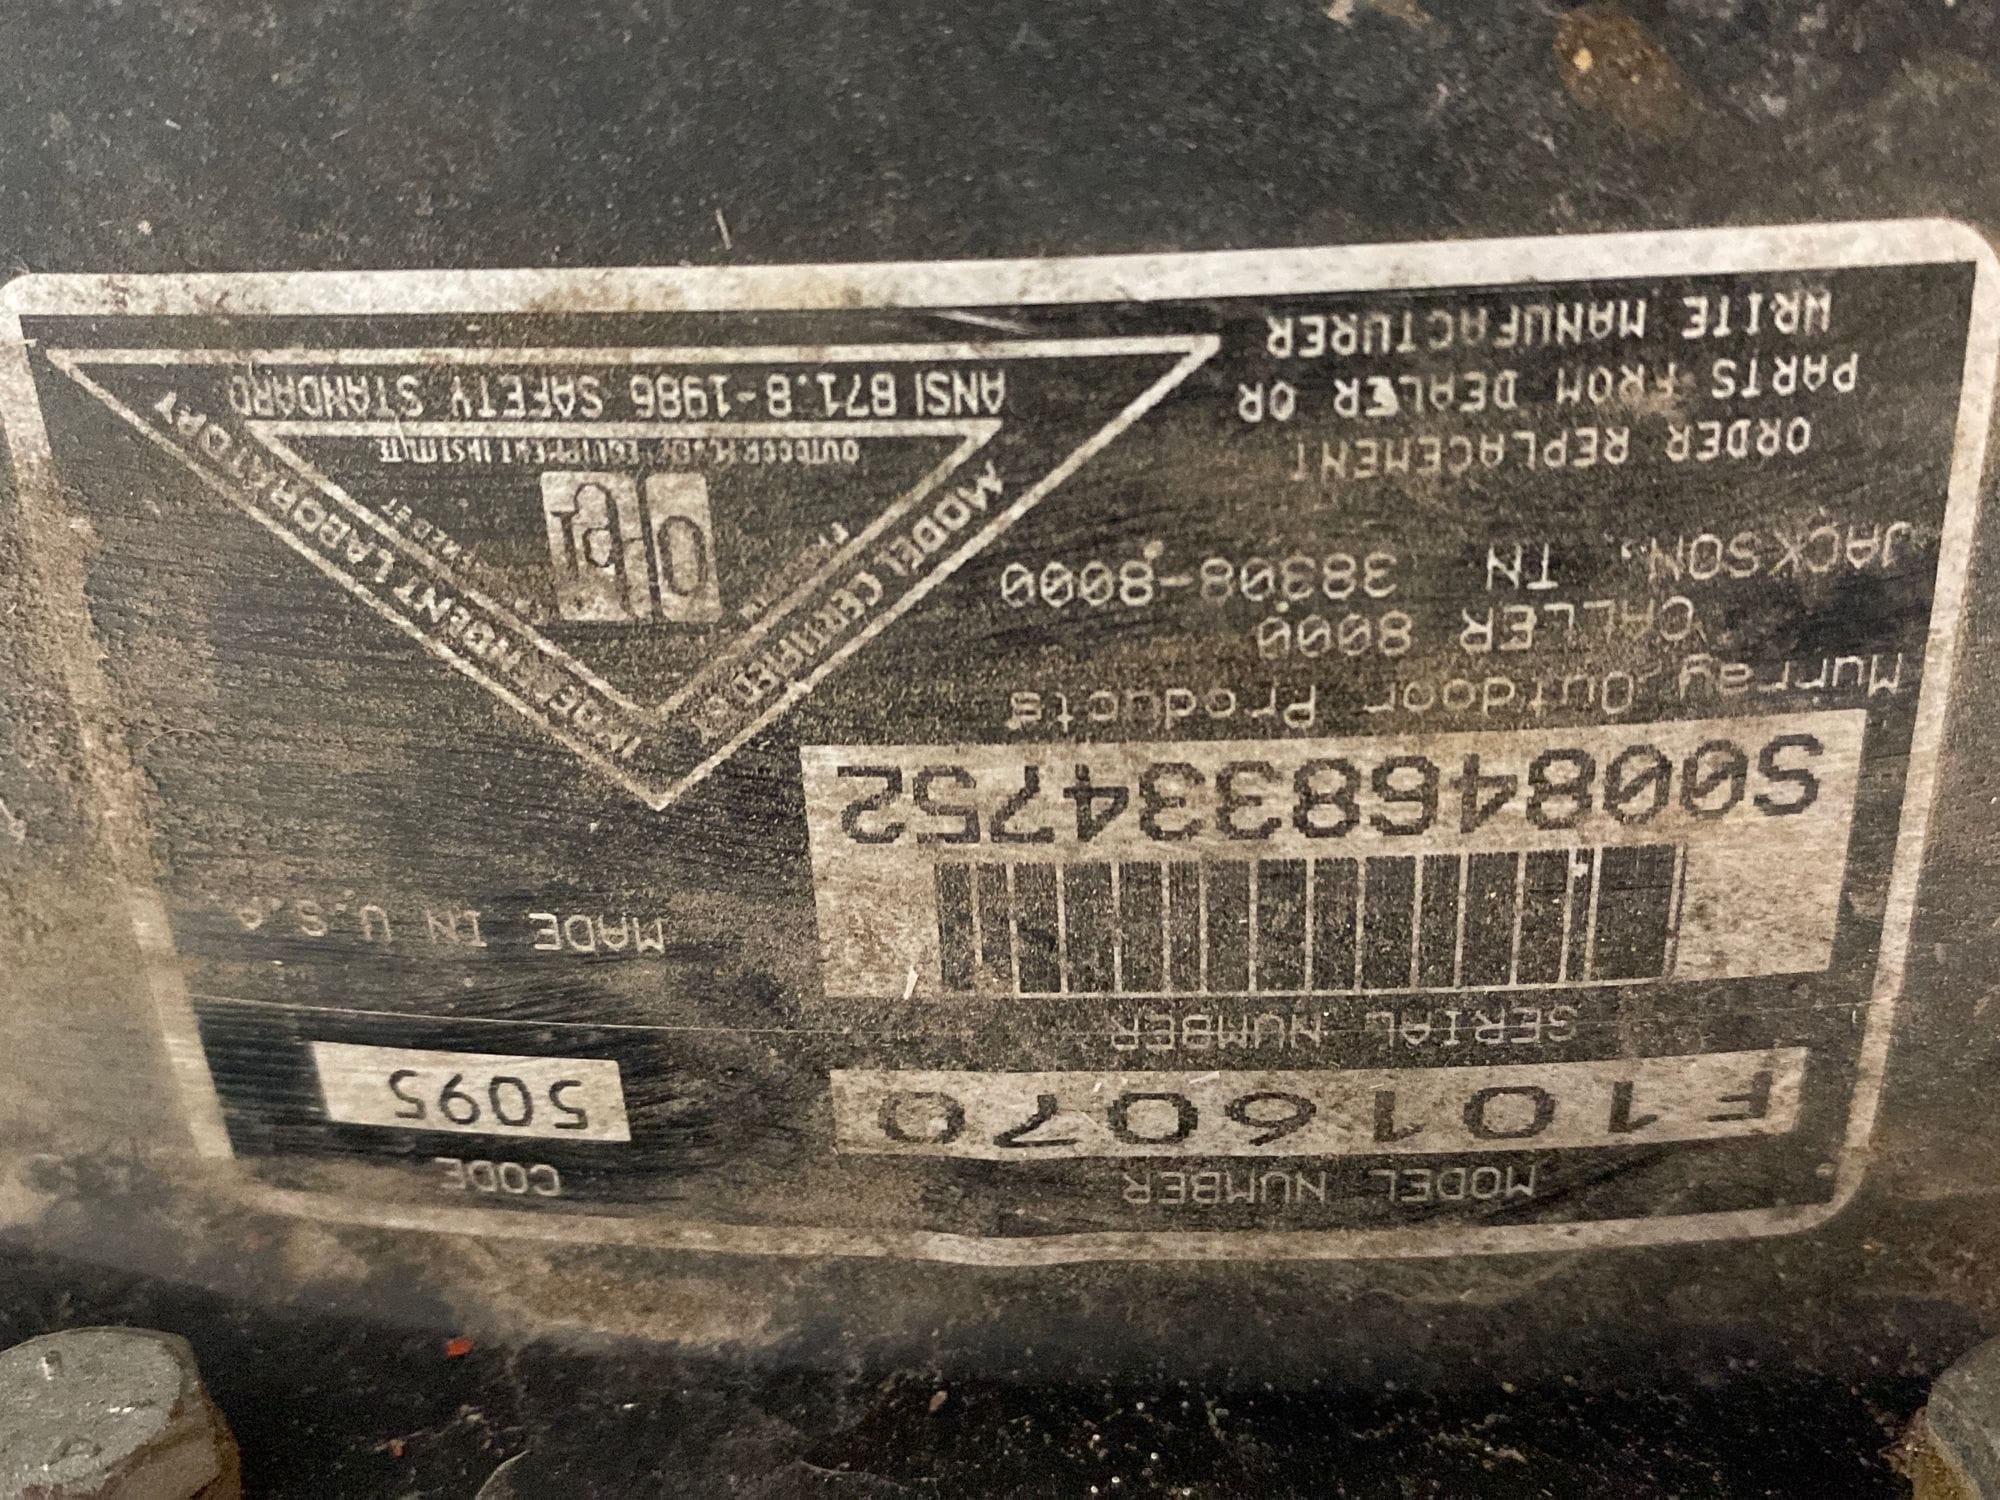 MODEL NUMBER
F1016070
CODE
5095
SERIAL NUMBER
S008468334752
MADE IN U.S.A
Murray Outdoor Products
CALLER 8000
JACKSON, TN 38308-8000
ORDER REPLACEMENT
PARTS FROM DEALER OR
WRITE MANUFACTURER
MODEL CERTIFIED
INDEPENDENT LABORATORY
ANSI B71.8-1986 SAFETY STANDARD
OPEI
OUTDOOR POWER EQUIPMENT INSTITUTE